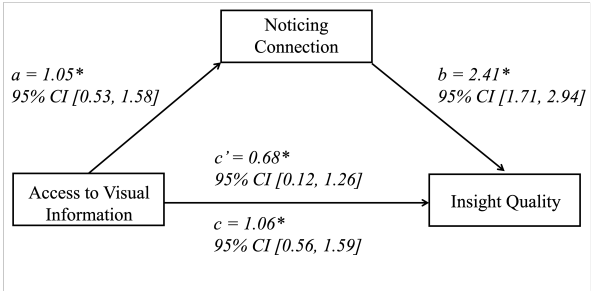 Noticing
Connection
a = 1.05*
95% CI [0.53, 1.58]
b = 2.41*
95% CI [1.71, 2.94]
c’ = 0.68*
95% CI [0.12, 1.26]
Access to Visual
Information
Insight Quality
c = 1.06*
95% CI [0.56, 1.59]